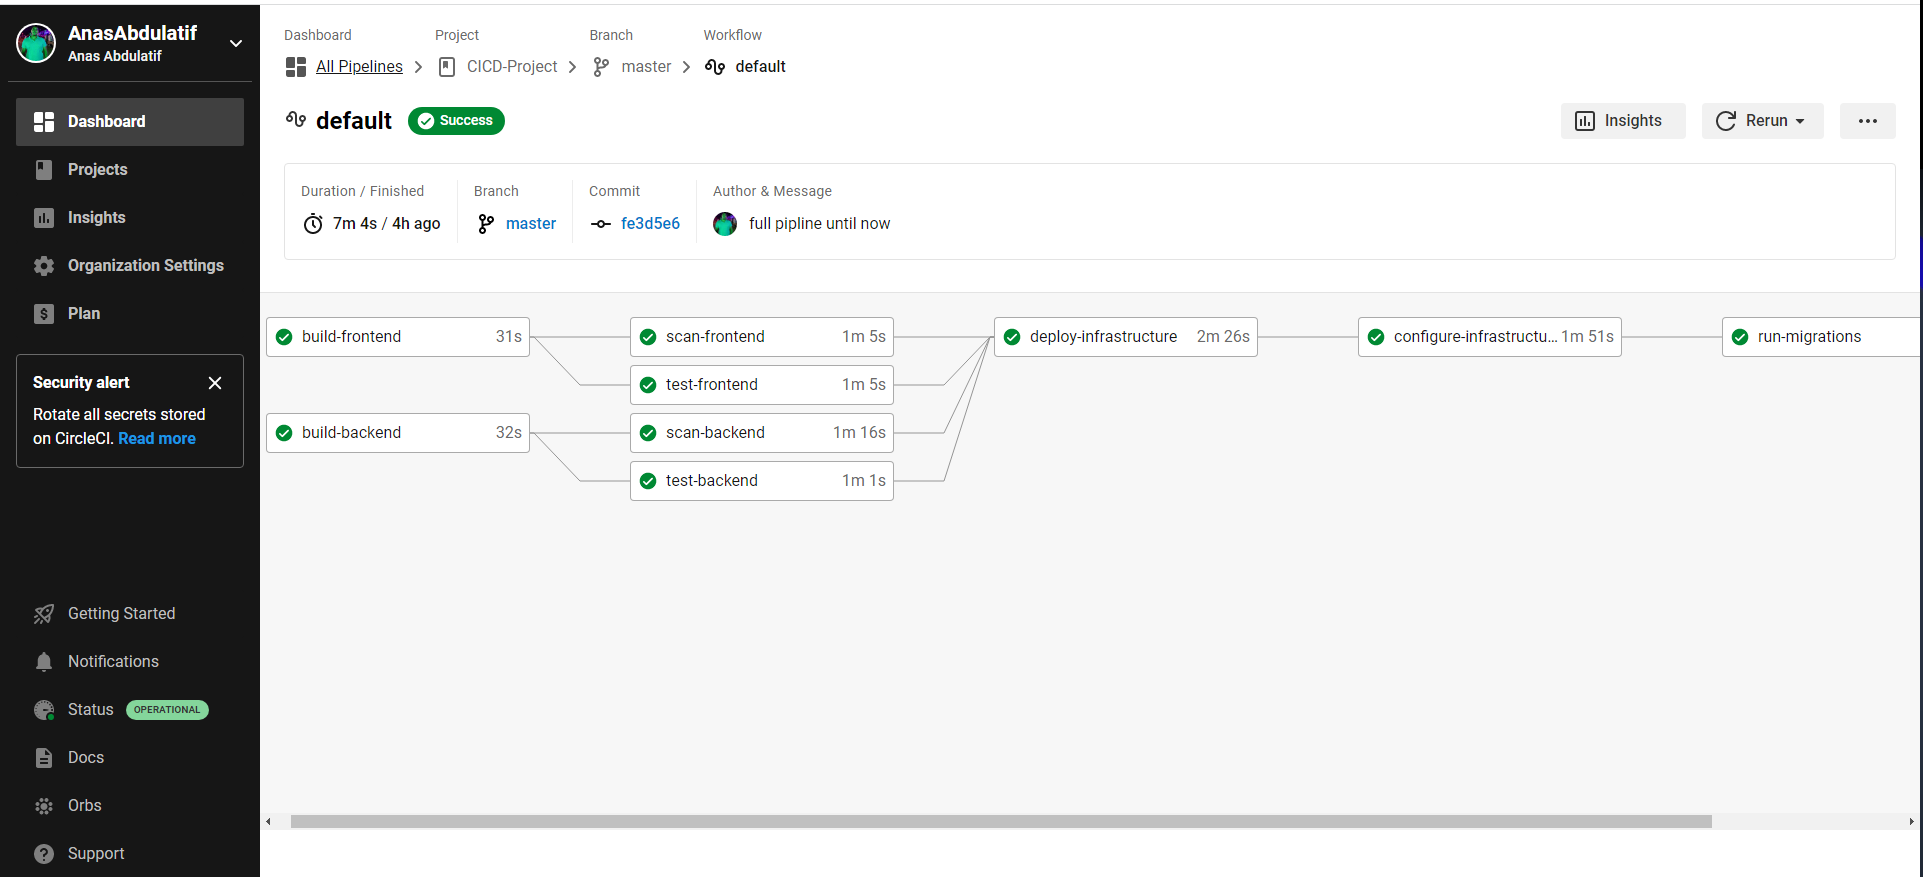 AnasAbdulatif
Anas Abdulatif
Dashboard
Projects
Insights
Organization Settings
Plan
Security alert
Rotate all secrets stored
on CircleCI. Read more
Getting Started
Notifications
Status OPERATIONAL
Docs
Orbs
Support
Dashboard Project Branch Workflow
All Pipelines CICD-Project master default
default Success
Insights Rerun
Duration / Finished Branch Commit Author & Message
7m 4s / 4h ago master fe3d5e6 full pipline until now
build-frontend 31s scan-frontend 1m 5s deploy-infrastructure 2m 26s configure-infrastructu... 1m 51s run-migrations
test-frontend 1m 5s
build-backend 32s scan-backend 1m 16s
test-backend 1m 1s